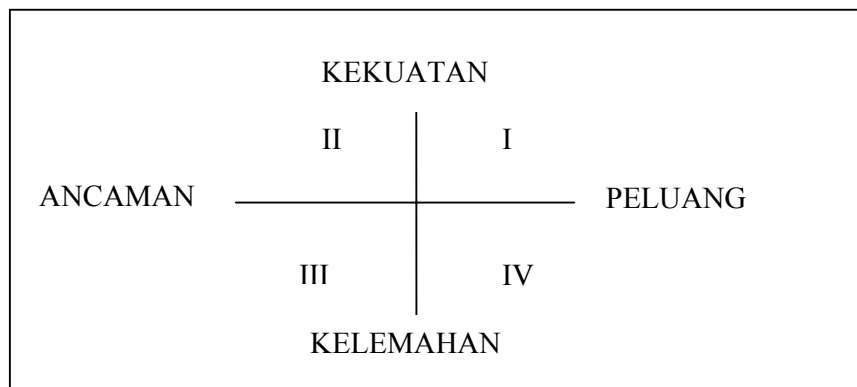 KEKUATAN
II I
ANCAMAN PELUANG
III IV
KELEMAHAN